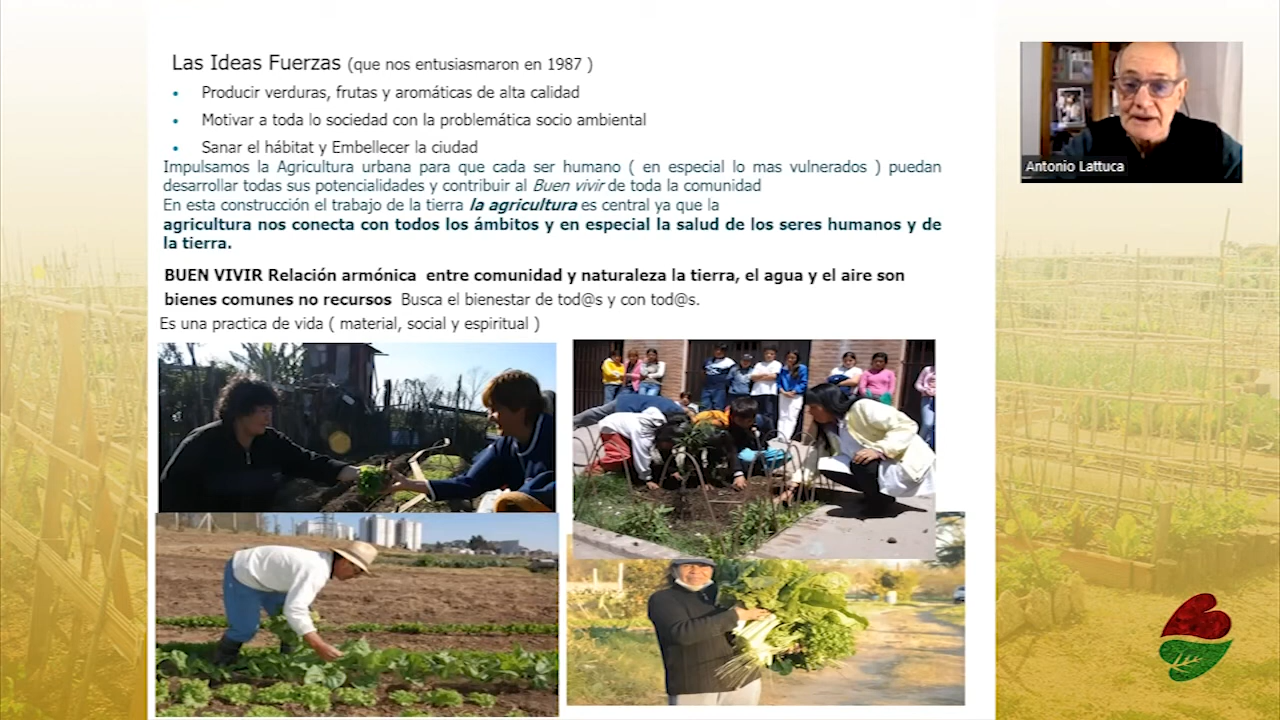 Las Ideas Fuerzas (que nos entusiasmaron en 1987 )
• Producir verduras, frutas y aromáticas de alta calidad
• Motivar a toda lo sociedad con la problemática socio ambiental
• Sanar el hábitat y Embellecer la ciudad
Impulsamos la Agricultura urbana para que cada ser humano ( en especial lo mas vulnerados ) puedan
desarrollar todas sus potencialidades y contribuir al Buen vivir de toda la comunidad
En esta construcción el trabajo de la tierra la agricultura es central ya que la
agricultura nos conecta con todos los ámbitos y en especial la salud de los seres humanos y de
la tierra.
BUEN VIVIR Relación armónica entre comunidad y naturaleza la tierra, el agua y el aire son
bienes comunes no recursos Busca el bienestar de tod@s y con tod@s.
Es una practica de vida ( material, social y espiritual )
Antonio Lattuca